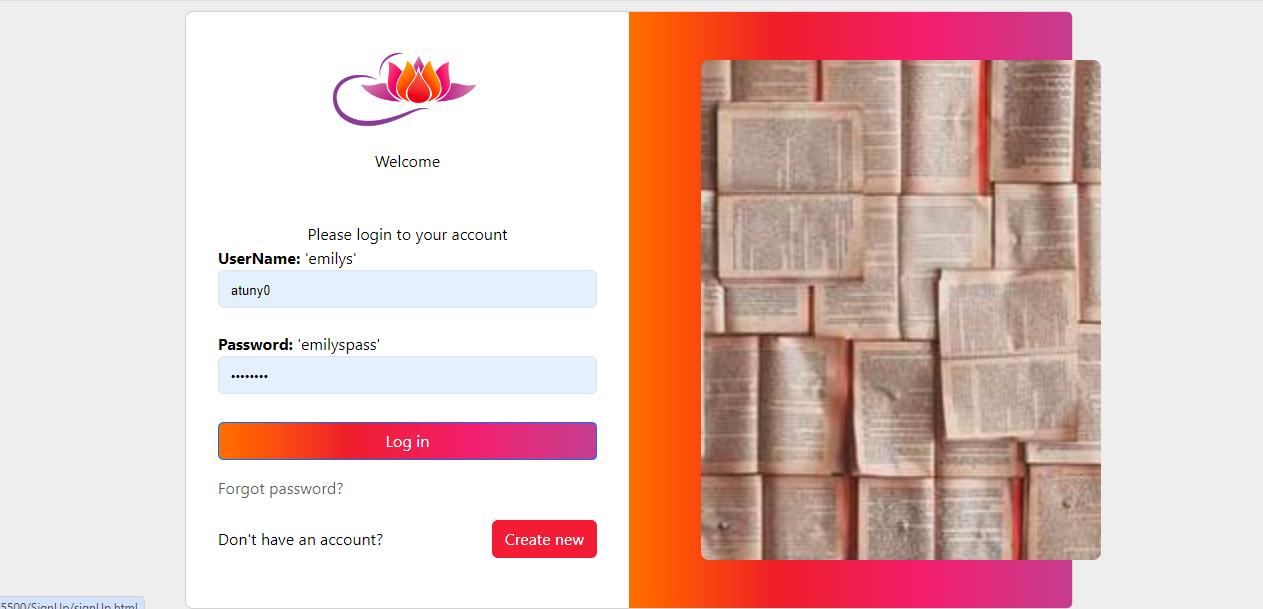 Welcome
Please login to your account
UserName: 'emilys'
atuny0
Password: 'emilyspass'
••••••••
Log in
Forgot password?
Don't have an account?
Create new
5500/SignUp/signUp.html